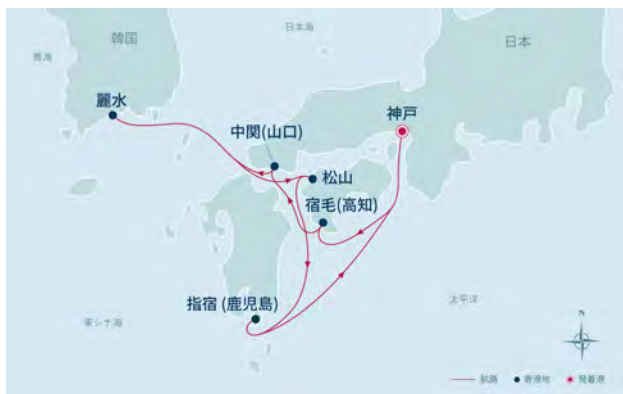 日本海
韓国
日本
黄海
麗水
神戸
中関(山口)
松山
宿毛(高知)
指宿 (鹿児島)
太平洋
東シナ海
N
航路
寄港地
発着港